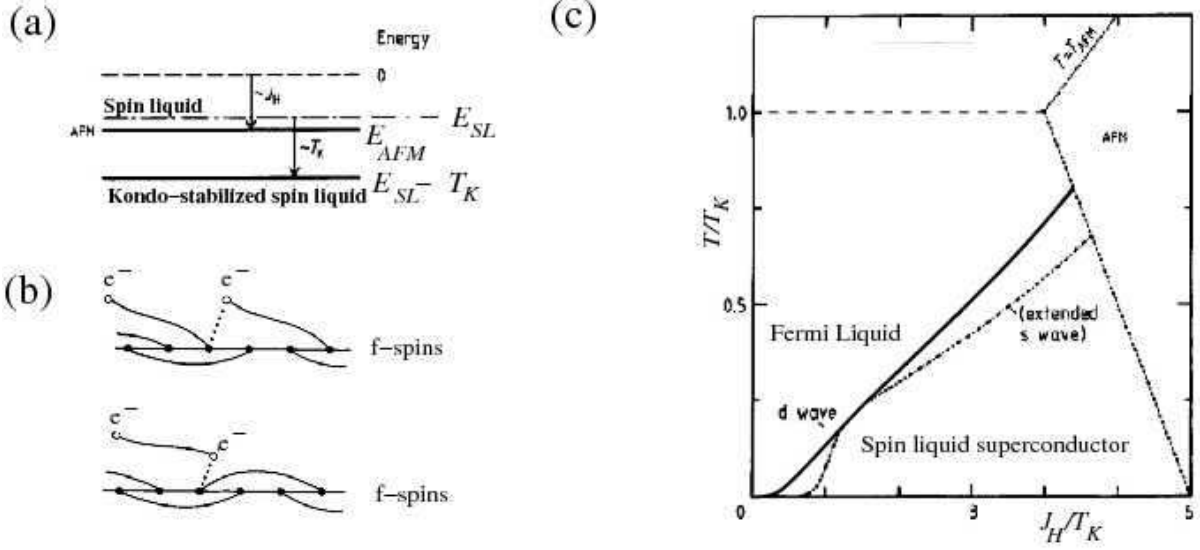 (a)
Energy
0
~J_H
Spin liquid
E_SL
AFM
E_AFM
~T_K
E_SL – T_K
Kondo–stabilized spin liquid
(b)
e⁻ e⁻
f–spins
e⁻
e⁻
f–spins
(c)
T=T_AFM
1.0
AFM
T/T_K
0.5
(extended
s wave)
Fermi Liquid
d wave
Spin liquid superconductor
0 3 6
J_H/T_K